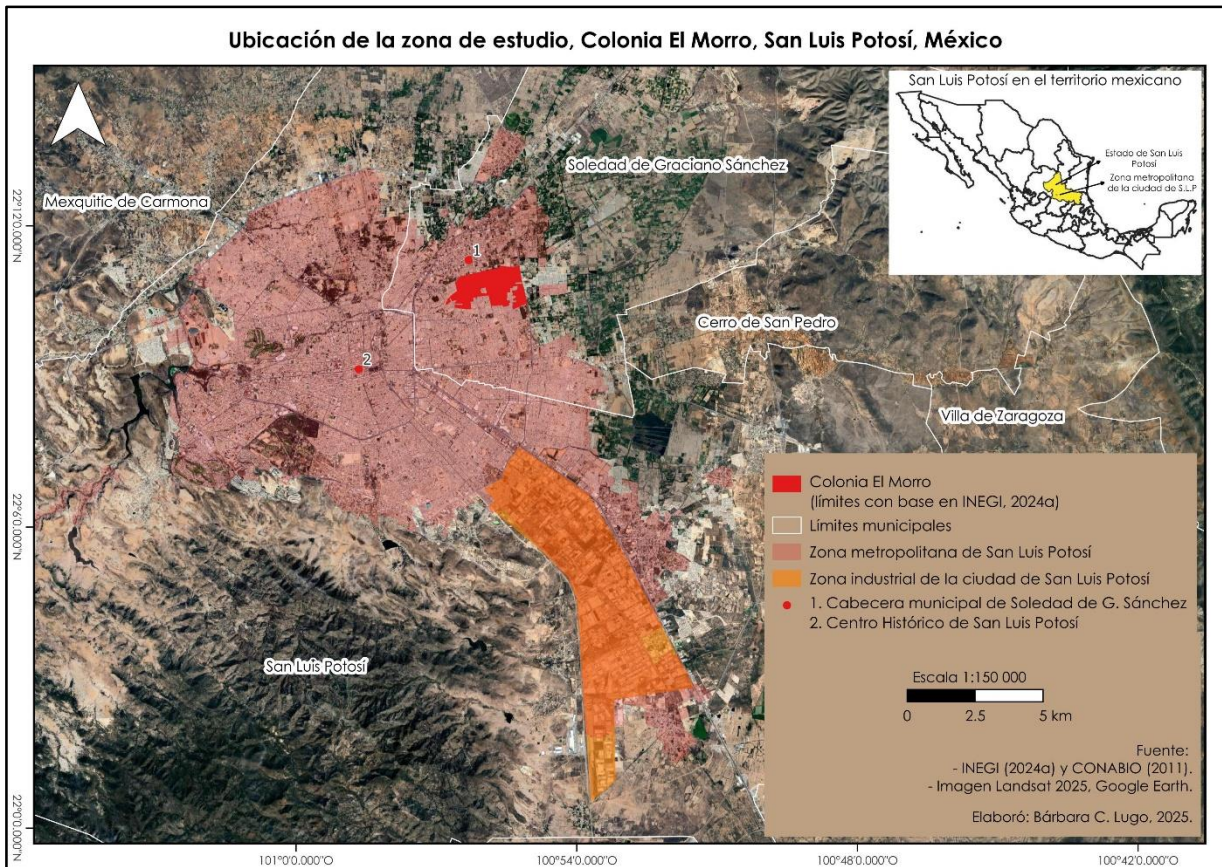 Ubicación de la zona de estudio, Colonia El Morro, San Luis Potosí, México
San Luis Potosí en el territorio mexicano
Estado de San Luis
Potosí
Zona metropolitana
de la ciudad de S.L.P
Soledad de Graciano Sánchez
Mexquitic de Carmona
1
2
Cerro de San Pedro
Villa de Zaragoza
San Luis Potosí
22°12'0.000"N
22°6'0.000"N
22°0'0.000"N
Colonia El Morro
(límites con base en INEGI, 2024a)
Límites municipales
Zona metropolitana de San Luis Potosí
Zona industrial de la ciudad de San Luis Potosí
1. Cabecera municipal de Soledad de G. Sánchez
2. Centro Histórico de San Luis Potosí
Escala 1:150 000
0 2.5 5 km
Fuente:
- INEGI (2024a) y CONABIO (2011).
- Imagen Landsat 2025, Google Earth.
Elaboró: Bárbara C. Lugo, 2025.
101°0'0.000"O
100°54'0.000"O
100°48'0.000"O
100°42'0.000"O